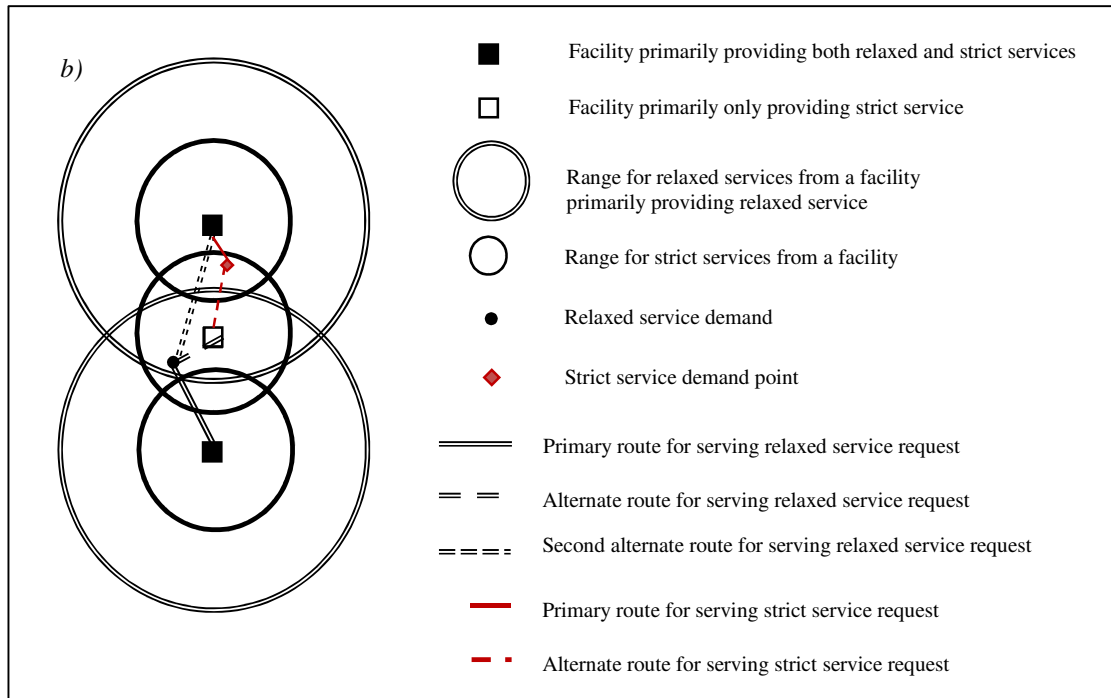 b)
Facility primarily providing both relaxed and strict services
Facility primarily only providing strict service
Range for relaxed services from a facility
primarily providing relaxed service
Range for strict services from a facility
Relaxed service demand
Strict service demand point
Primary route for serving relaxed service request
Alternate route for serving relaxed service request
Second alternate route for serving relaxed service request
Primary route for serving strict service request
Alternate route for serving strict service request